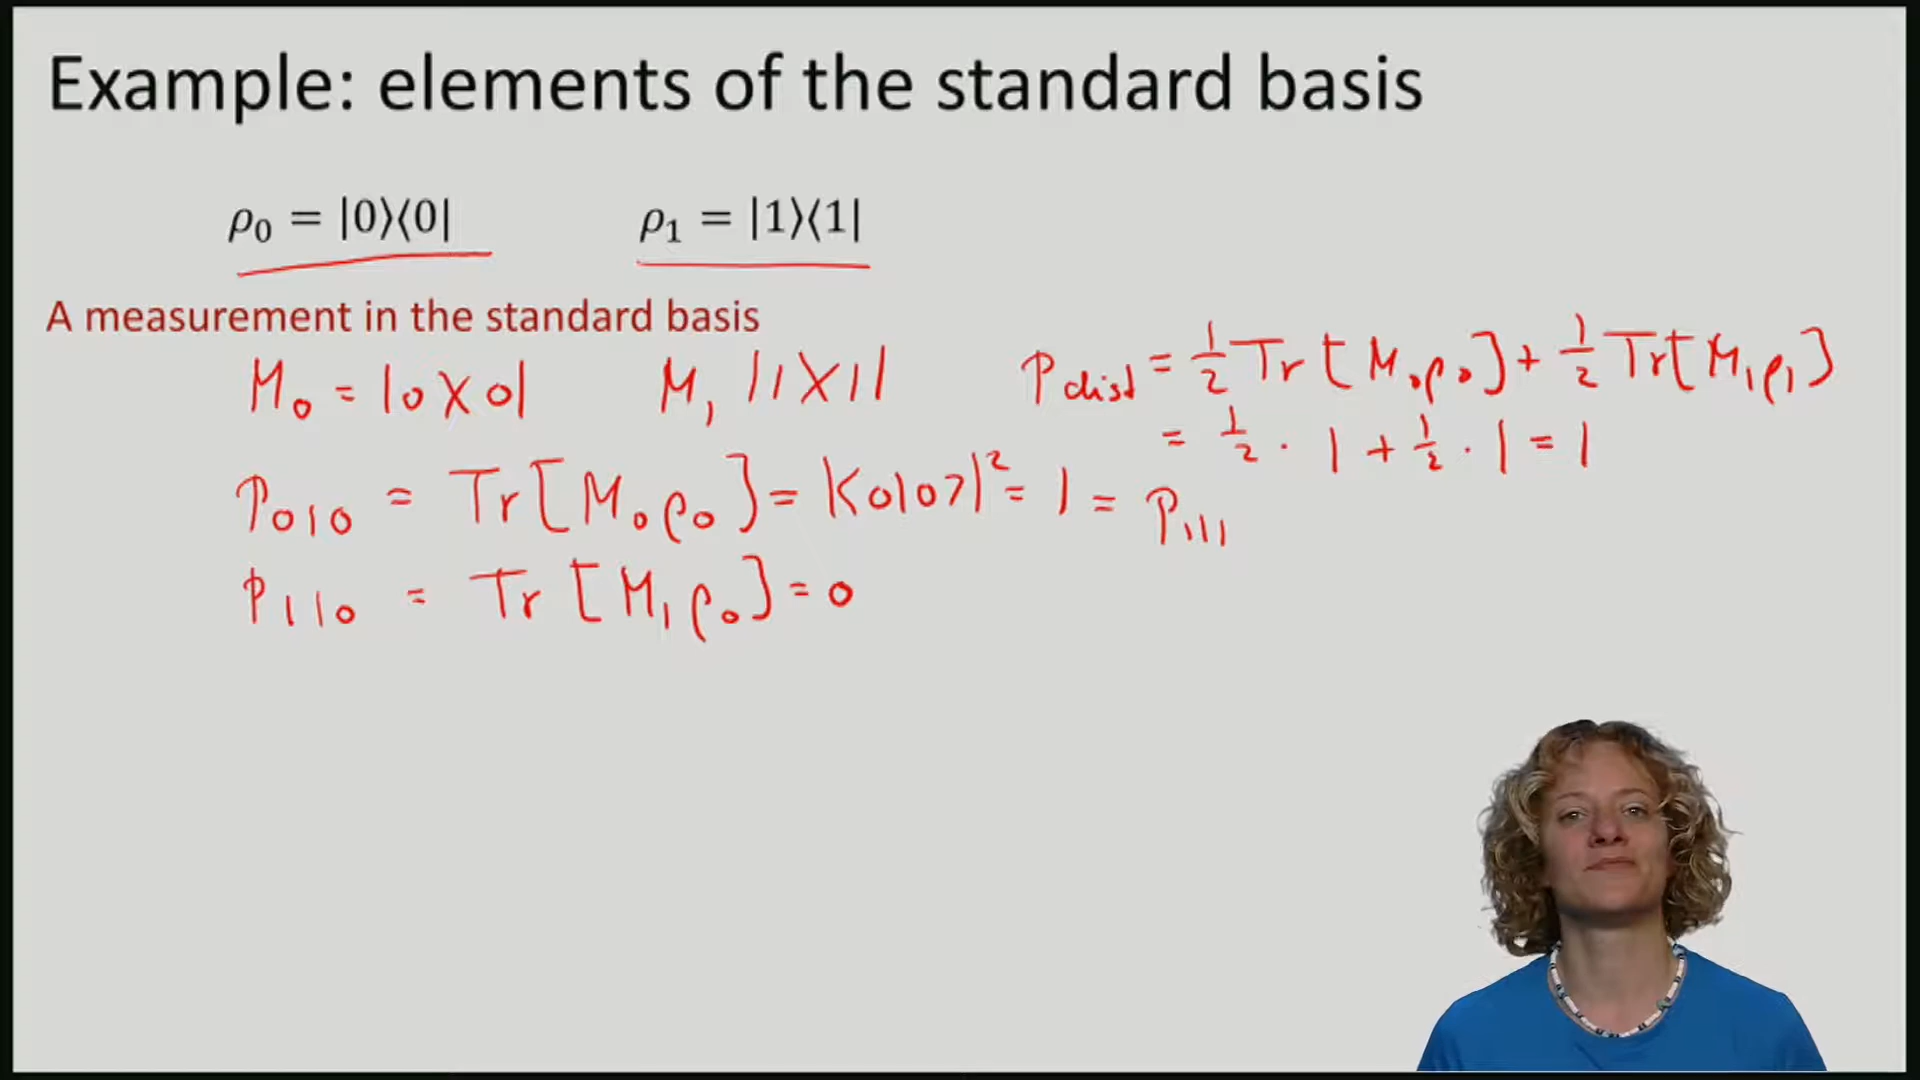 Example: elements of the standard basis
ρ₀ = |0⟩⟨0| ρ₁ = |1⟩⟨1|
A measurement in the standard basis
M₀ = |0⟩⟨0| M₁ |1⟩⟨1|
P_dist = 1/2 Tr[M₀ρ₀] + 1/2 Tr[M₁ρ₁]
= 1/2 · 1 + 1/2 · 1 = 1
P₀|₀ = Tr[M₀ρ₀] = |⟨0|0⟩|² = 1 = P₁|₁
P₁|₀ = Tr[M₁ρ₀] = 0